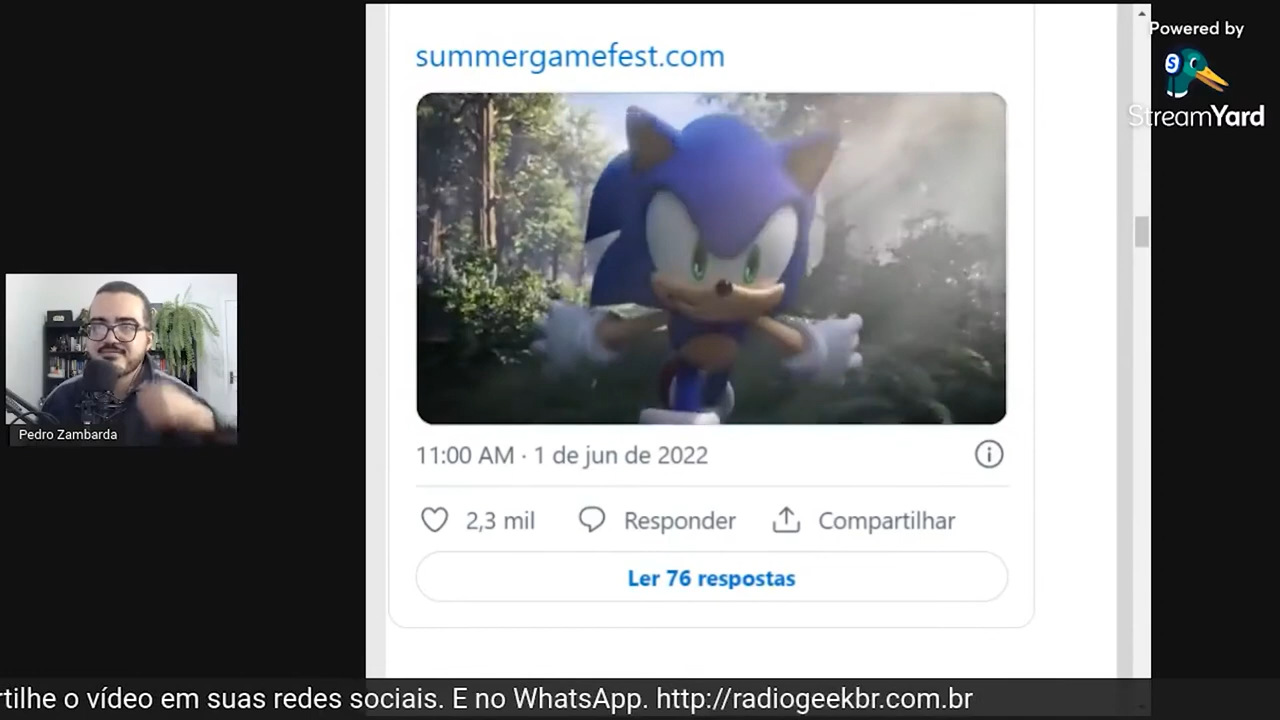 summergamefest.com
Powered by
StreamYard
Pedro Zambarda
11:00 AM · 1 de jun de 2022
2,3 mil
Responder
Compartilhar
Ler 76 respostas
rtilhe o vídeo em suas redes sociais. E no WhatsApp. http://radiogeekbr.com.br